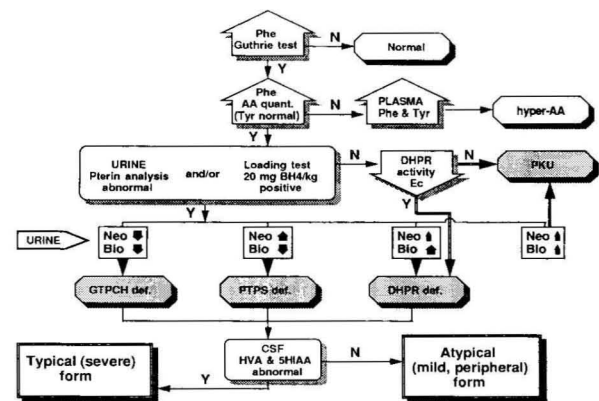 Phe
Guthrie test
N
Normal
Y
Phe
AA quant.
(Tyr normal)
N
PLASMA
Phe & Tyr
hyper-AA
Y
URINE
Pterin analysis
abnormal
and/or
Loading test
20 mg BH4/kg
positive
N
DHPR
activity
Ec
N
PKU
Y
Y
URINE
Neo
Bio
Neo
Bio
Neo
Bio
Neo
Bio
GTPCH def.
PTPS def.
DHPR def.
CSF
HVA & 5HIAA
abnormal
Y
N
Typical (severe)
form
Atypical
(mild, peripheral)
form